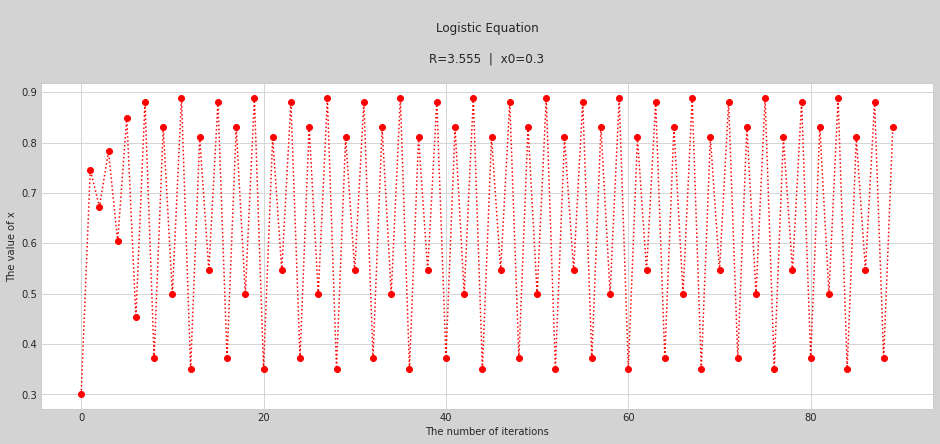 Logistic Equation
R=3.555 | x0=0.3
0.9
0.8
0.7
0.6
0.5
0.4
0.3
The value of x
0 20 40 60 80
The number of iterations